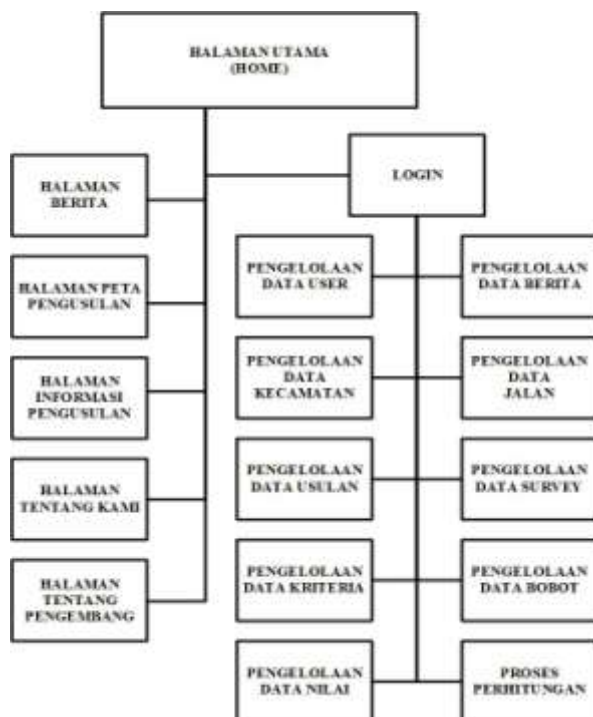 HALAMAN UTAMA
(HOME)
LOGIN
HALAMAN
BERITA
HALAMAN PETA
PENGUSULAN
HALAMAN
INFORMASI
PENGUSULAN
HALAMAN
TENTANG KAMI
HALAMAN
TENTANG
PENGEMBANG
PENGELOLAAN
DATA USER
PENGELOLAAN
DATA BERITA
PENGELOLAAN
DATA
KECAMATAN
PENGELOLAAN
DATA
JALAN
PENGELOLAAN
DATA USULAN
PENGELOLAAN
DATA SURVEY
PENGELOLAAN
DATA KRITERIA
PENGELOLAAN
DATA BOBOT
PENGELOLAAN
DATA NILAI
PROSES
PERHITUNGAN